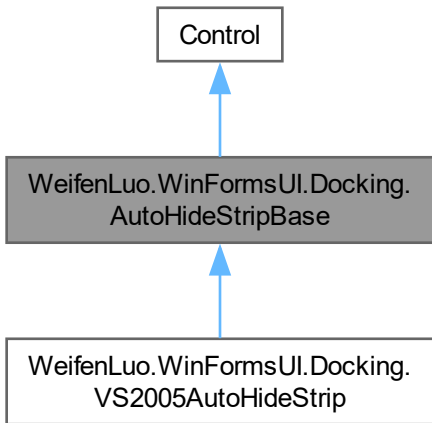 Control
WeifenLuo.WinFormsUI.Docking.
AutoHideStripBase
WeifenLuo.WinFormsUI.Docking.
VS2005AutoHideStrip